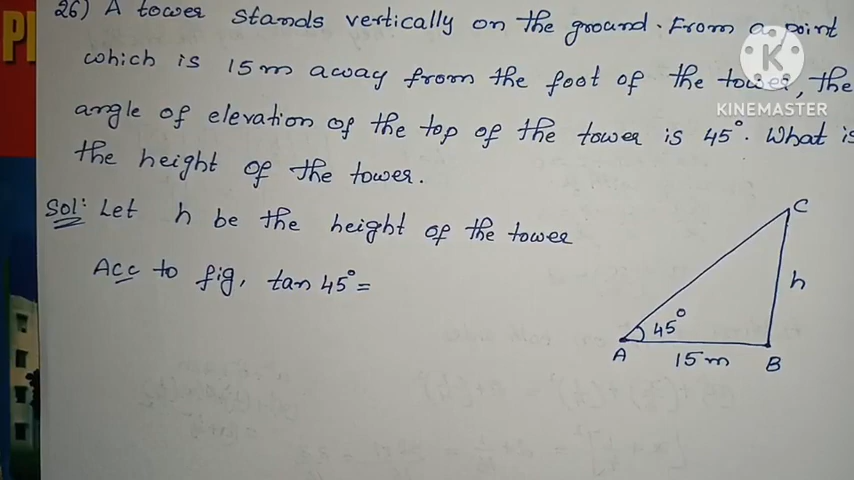 26) A tower stands vertically on the ground. From a point
which is 15m away from the foot of the tower, the
angle of elevation of the top of the tower is 45°. What is
the height of the tower.
Sol: Let h be the height of the tower
Acc to fig, tan 45° =
C
h
45°
A
15m
B
PI
KINEMASTER